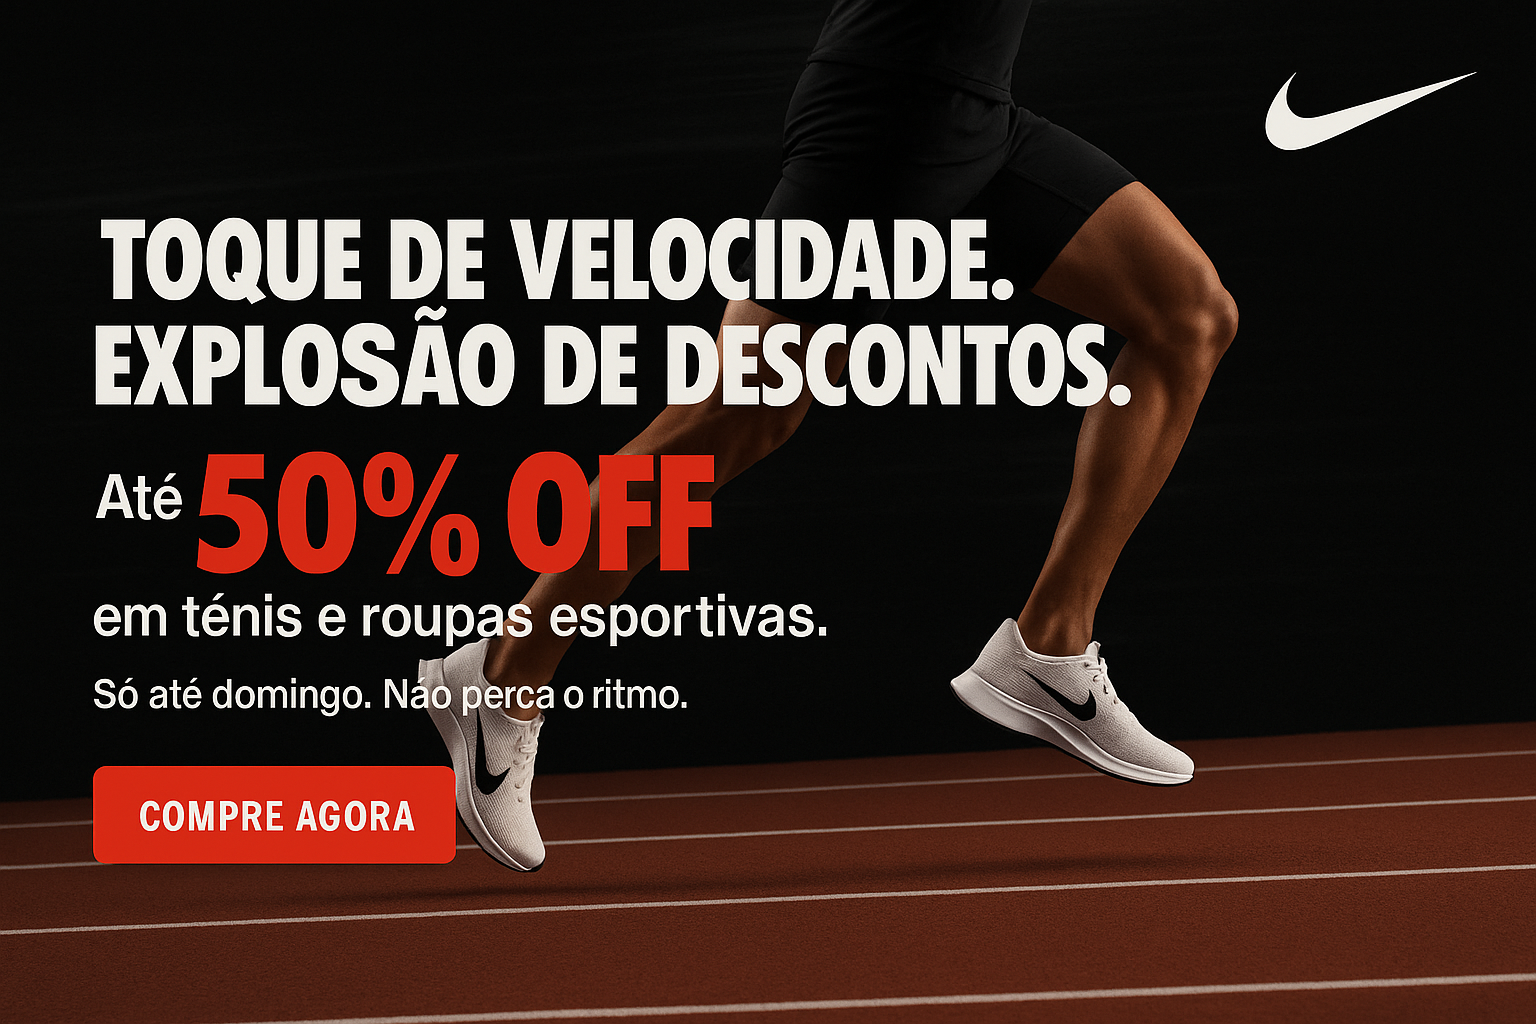 TOQUE DE VELOCIDADE.
EXPLOSÃO DE DESCONTOS.
Até 50% OFF
em ténis e roupas esportivas.
Só até domingo. Náo perca o ritmo.
COMPRE AGORA